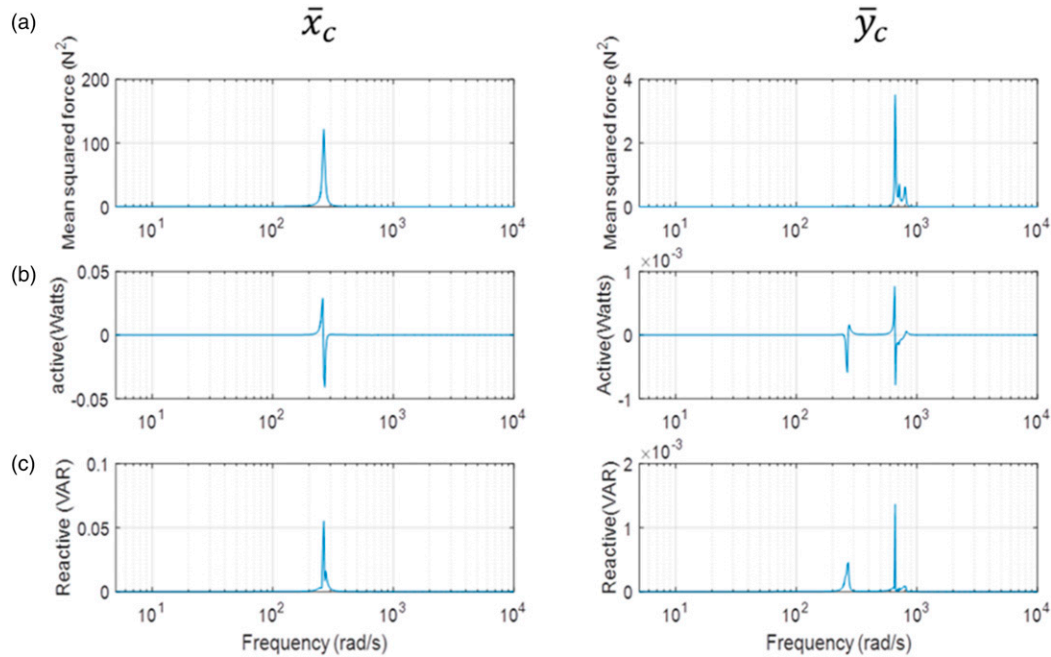 (a)
x̄_C
ȳ_C
Mean squared force (N²)
200
100
0
10¹ 10² 10³ 10⁴
Mean squared force (N²)
4
2
0
10¹ 10² 10³ 10⁴
(b)
active(Watts)
0.05
0
-0.05
10¹ 10² 10³ 10⁴
Active(Watts)
×10⁻³
1
0
-1
10¹ 10² 10³ 10⁴
(c)
Reactive (VAR)
0.1
0.05
0
10¹ 10² 10³ 10⁴
Frequency (rad/s)
Reactive(VAR)
×10⁻³
2
1
0
10¹ 10² 10³ 10⁴
Frequency (rad/s)